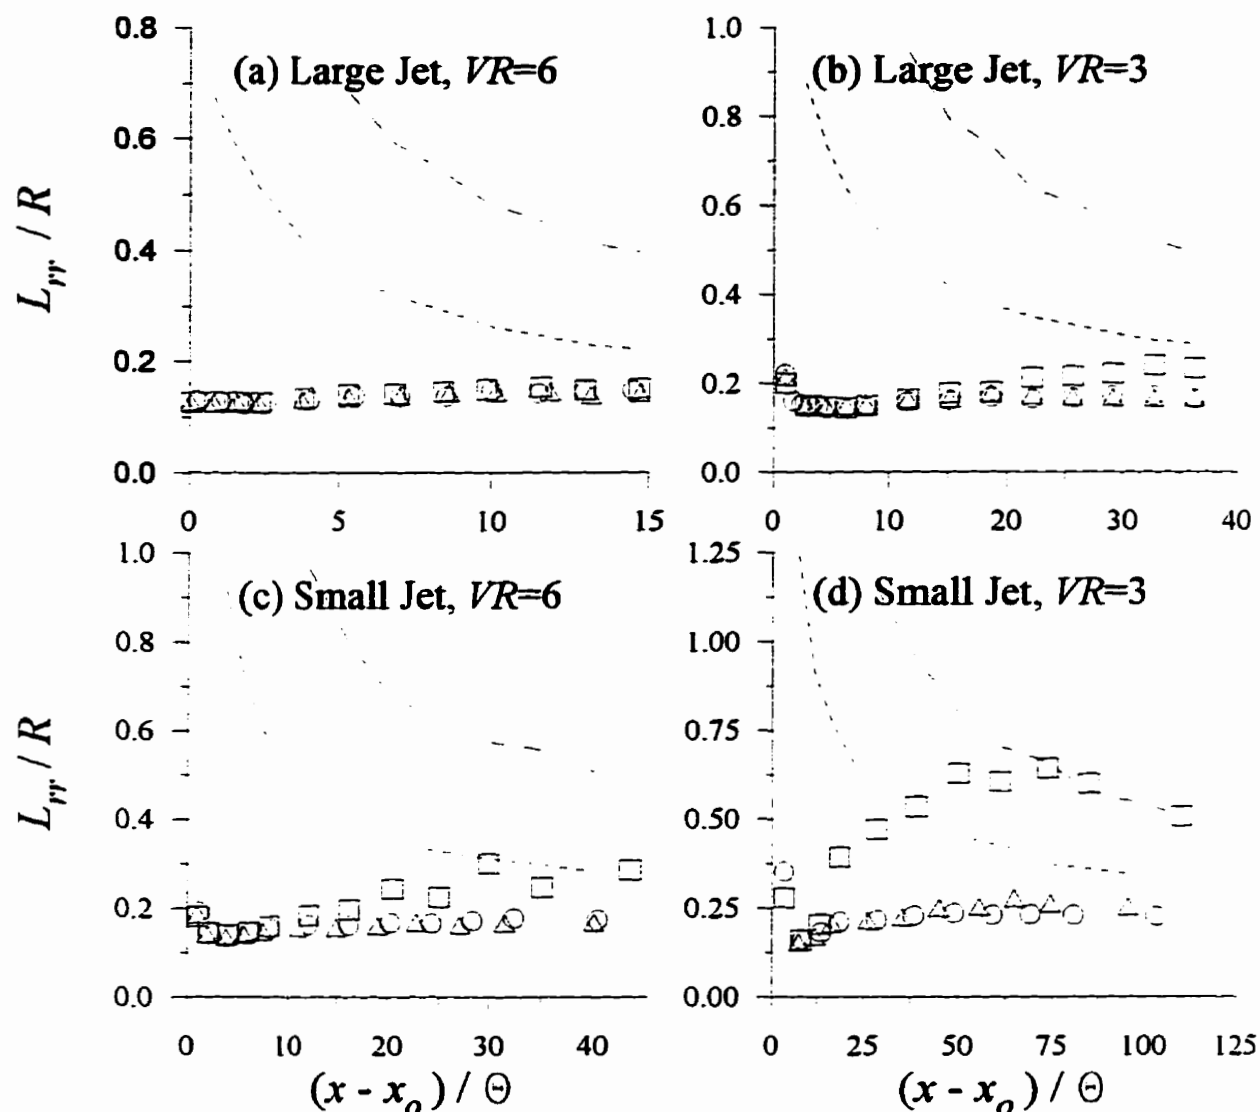 (a) Large Jet, VR=6
L_rr / R
0.8
0.6
0.4
0.2
0.0
0 5 10 15
(b) Large Jet, VR=3
1.0
0.8
0.6
0.4
0.2
0.0
0 10 20 30 40
(c) Small Jet, VR=6
L_rr / R
1.0
0.8
0.6
0.4
0.2
0.0
0 10 20 30 40
(x - x_o) / Θ
(d) Small Jet, VR=3
1.25
1.00
0.75
0.50
0.25
0.00
0 25 50 75 100 125
(x - x_o) / Θ